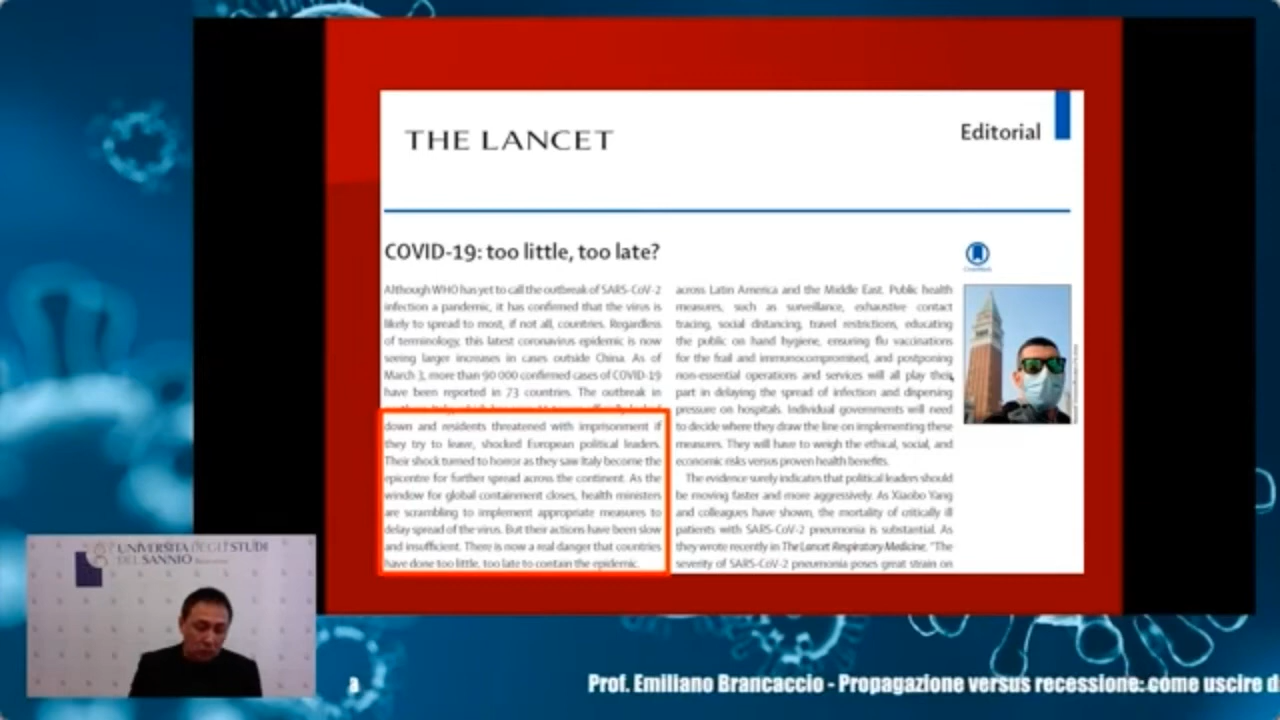 THE LANCET
Editorial
COVID-19: too little, too late?
Although WHO has yet to call the outbreak of SARS-CoV-2
infection a pandemic, it has confirmed that the virus is
likely to spread to most, if not all, countries. Regardless
of terminology, this latest coronavirus epidemic is now
seeing larger increases in cases outside China. As of
March 3, more than 90 000 confirmed cases of COVID-19
have been reported in 73 countries. The outbreak in
down and residents threatened with imprisonment if
they try to leave, shocked European political leaders.
Their shock turned to horror as they saw Italy become the
epicentre for further spread across the continent. As the
window for global containment closes, health ministers
are scrambling to implement appropriate measures to
delay spread of the virus. But their actions have been slow
and insufficient. There is now a real danger that countries
have done too little, too late to contain the epidemic.
across Latin America and the Middle East. Public health
measures, such as surveillance, exhaustive contact
tracing, social distancing, travel restrictions, educating
the public on hand hygiene, ensuring flu vaccinations
for the frail and immunocompromised, and postponing
non-essential operations and services will all play their
part in delaying the spread of infection and dispersing
pressure on hospitals. Individual governments will need
to decide where they draw the line on implementing these
measures. They will have to weigh the ethical, social, and
economic risks versus proven health benefits.
The evidence surely indicates that political leaders should
be moving faster and more aggressively. As Xiaobo Yang
and colleagues have shown, the mortality of critically ill
patients with SARS-CoV-2 pneumonia is substantial. As
they wrote recently in The Lancet Respiratory Medicine, "The
severity of SARS-CoV-2 pneumonia poses great strain on
UNIVERSITÀ DEGLI STUDI
DEL SANNIO Benevento
a
Prof. Emiliano Brancaccio - Propagazione versus recessione: come uscire d